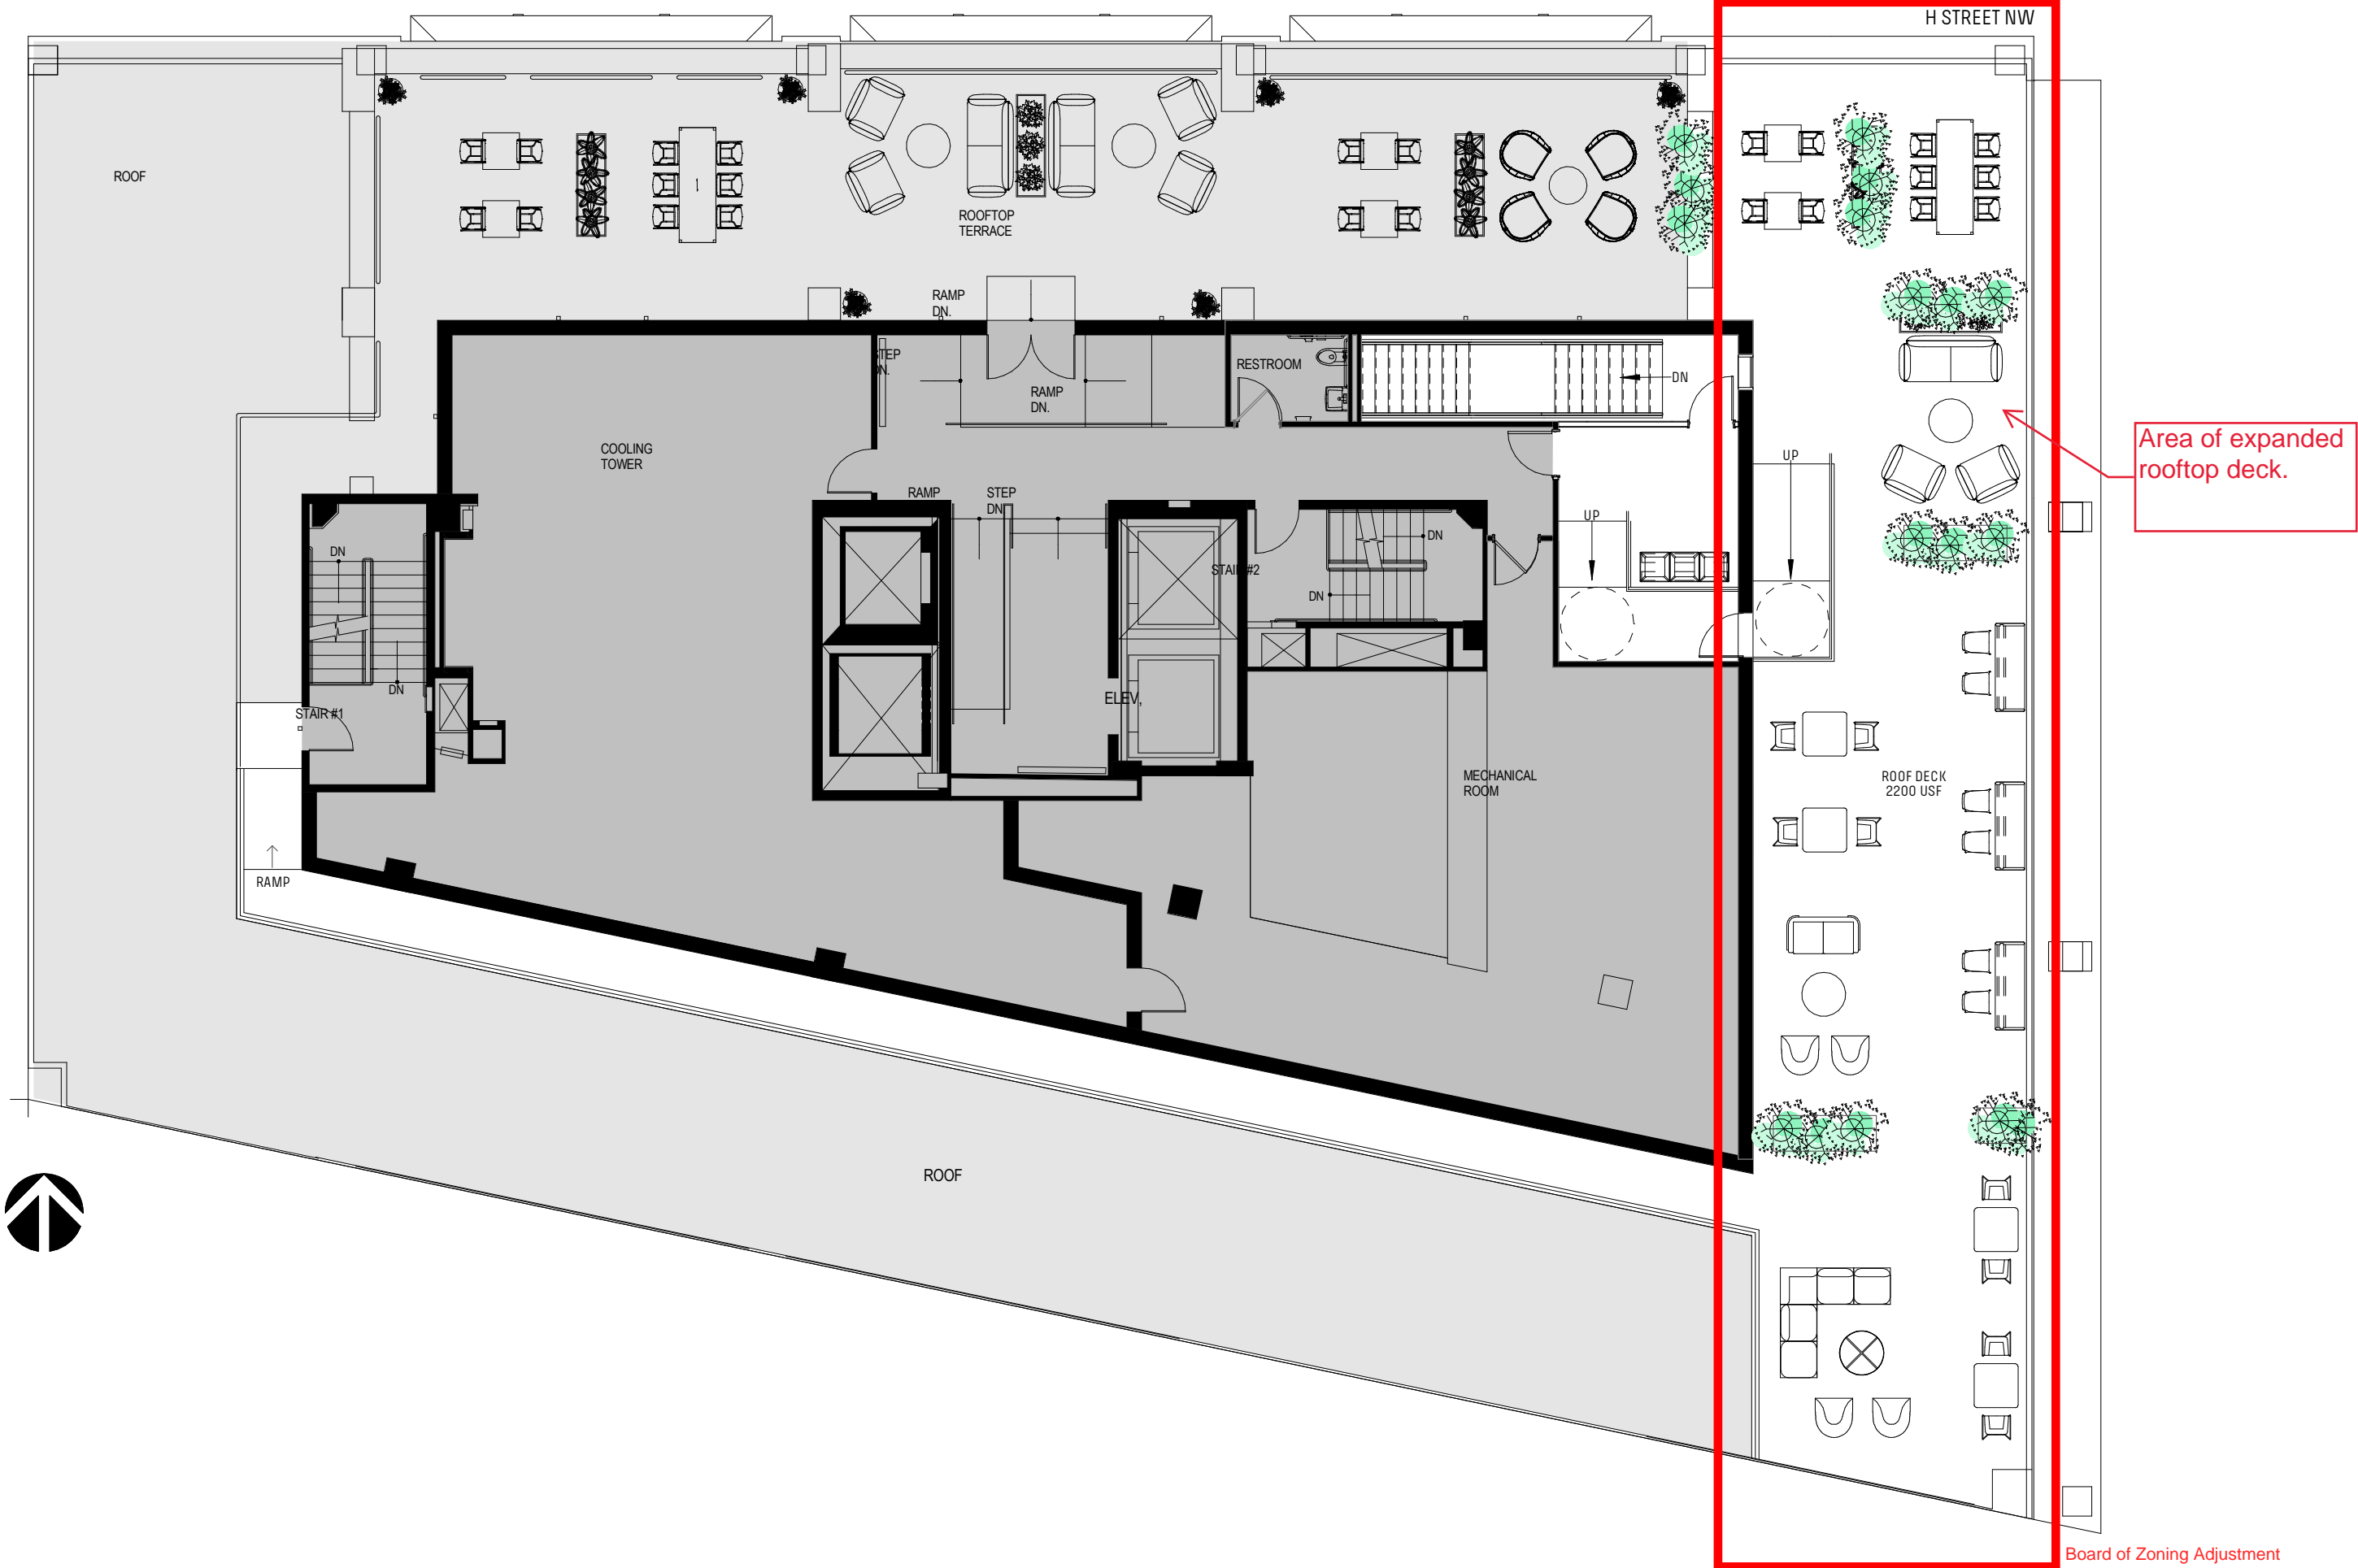 H STREET NW
ROOF
ROOFTOP
TERRACE
RAMP
DN.
STEP
DN.
RAMP
DN.
RESTROOM
DN
COOLING
TOWER
Area of expanded
rooftop deck.
UP
UP
RAMP
STEP
DN
DN
DN
STAIR #2
DN
DN
STAIR #1
ELEV,
MECHANICAL
ROOM
ROOF DECK
2200 USF
RAMP
ROOF
Board of Zoning Adjustment